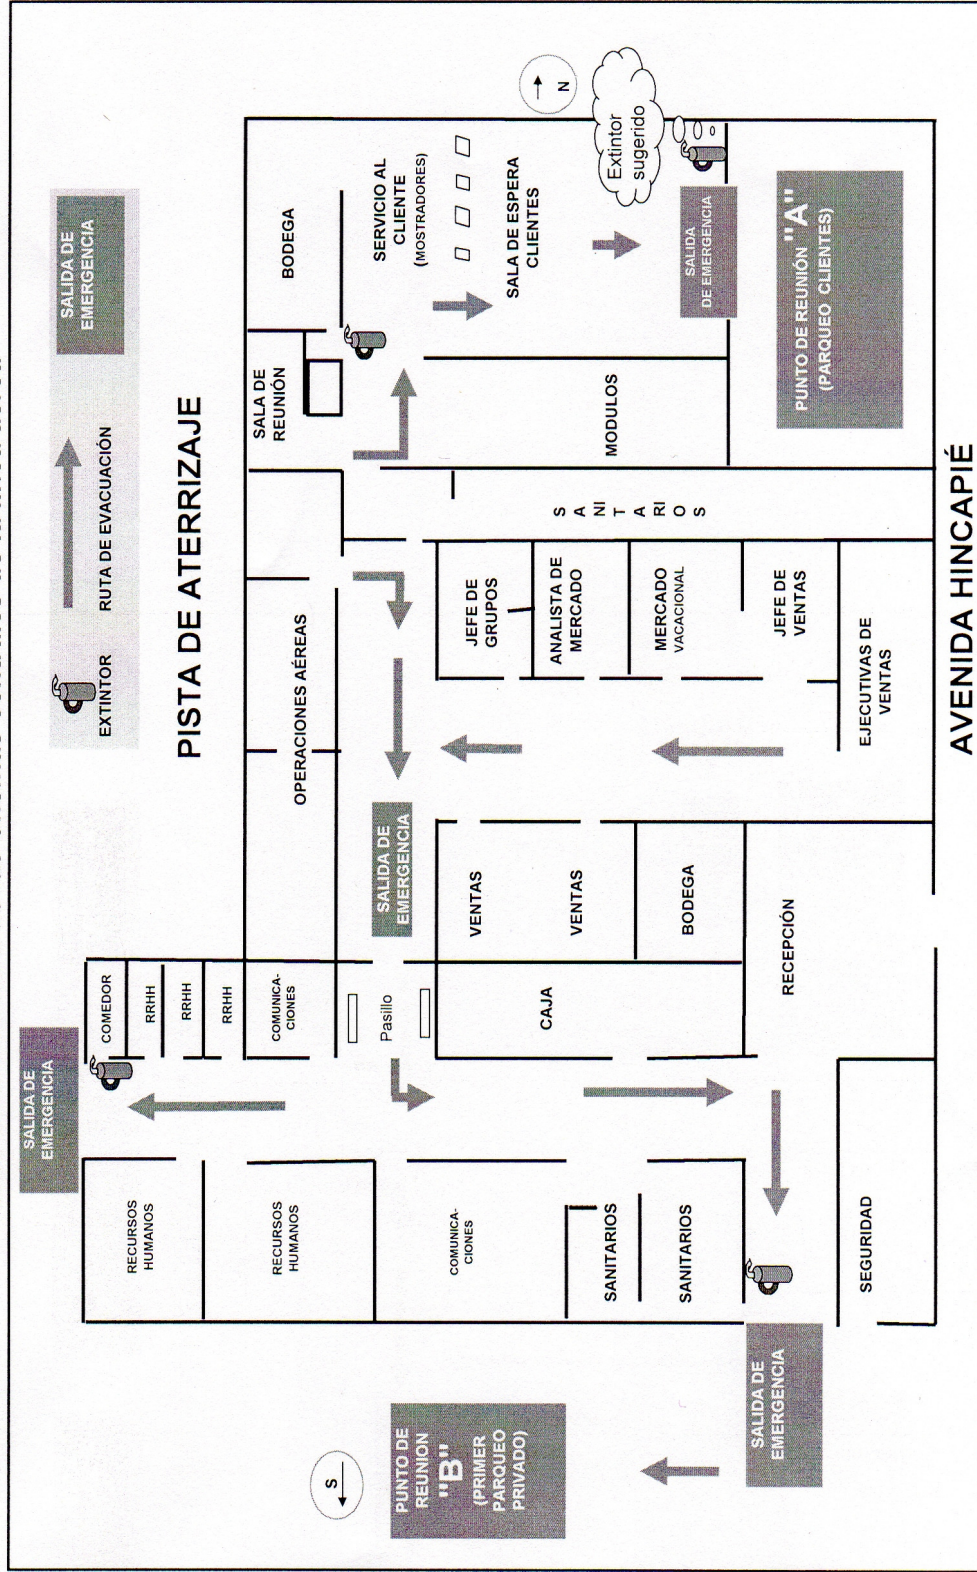 EXTINTOR
RUTA DE EVACUACIÓN
SALIDA DE
EMERGENCIA
PISTA DE ATERRIZAJE
SALIDA DE
EMERGENCIA
COMEDOR
RRHH
RRHH
RRHH
COMUNICA-
CIONES
OPERACIONES AÉREAS
SALA DE
REUNIÓN
BODEGA
RECURSOS
HUMANOS
RECURSOS
HUMANOS
COMUNICA-
CIONES
SANITARIOS
SANITARIOS
Pasillo
SALIDA DE
EMERGENCIA
SERVICIO AL
CLIENTE
(MOSTRADORES)
SALA DE ESPERA
CLIENTES
N
Extintor
sugerido
S
PUNTO DE
REUNION
"B"
(PRIMER
PARQUEO
PRIVADO)
CAJA
VENTAS
VENTAS
BODEGA
JEFE DE
GRUPOS
ANALISTA DE
MERCADO
MERCADO
VACACIONAL
JEFE DE
VENTAS
S
A
NI
T
A
RI
O
S
MODULOS
SALIDA
DE EMERGENCIA
RECEPCIÓN
EJECUTIVAS DE
VENTAS
PUNTO DE REUNIÓN "A"
(PARQUEO CLIENTES)
SALIDA DE
EMERGENCIA
SEGURIDAD
AVENIDA HINCAPIÉ